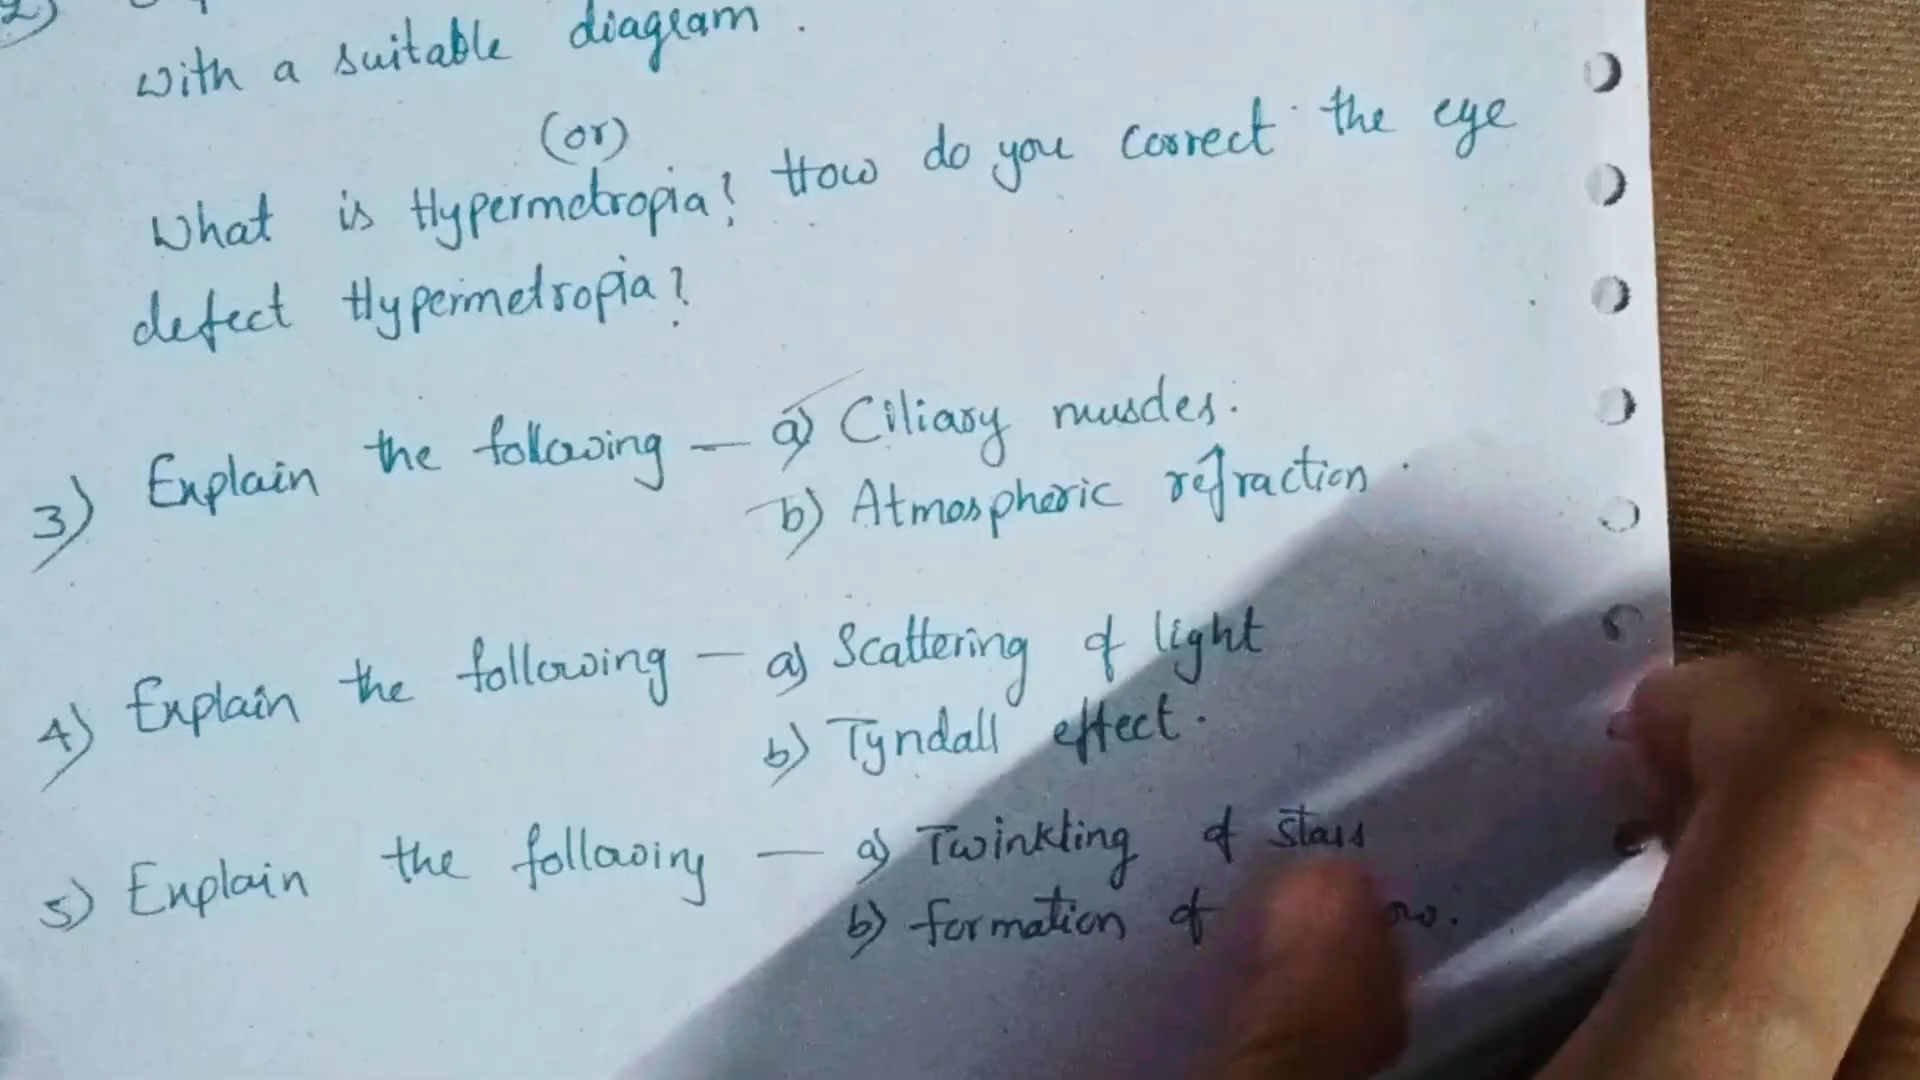 2)
with a suitable diagram.
(or)
What is Hypermetropia? How do you correct the eye
defect Hypermetropia?
3) Explain the following — a) Ciliary muscles.
b) Atmospheric refraction.
4) Explain the following — a) Scattering of light
b) Tyndall effect.
5) Explain the following — a) Twinkling of stars
b) formation of